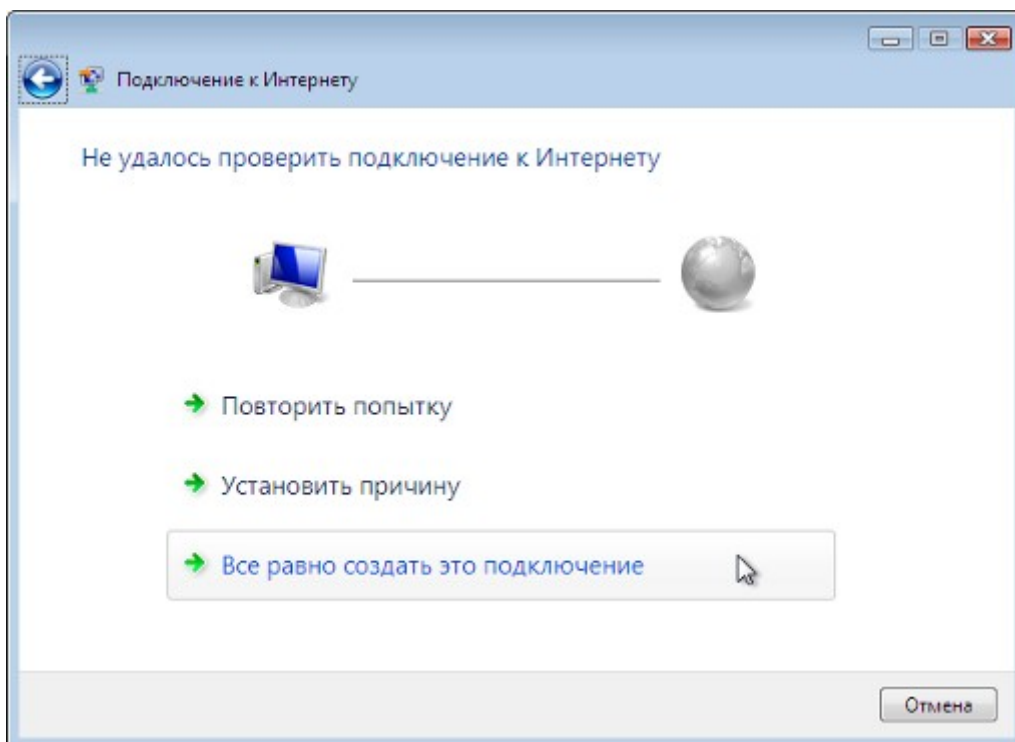 Подключение к Интернету
Не удалось проверить подключение к Интернету
Повторить попытку
Установить причину
Все равно создать это подключение
Отмена